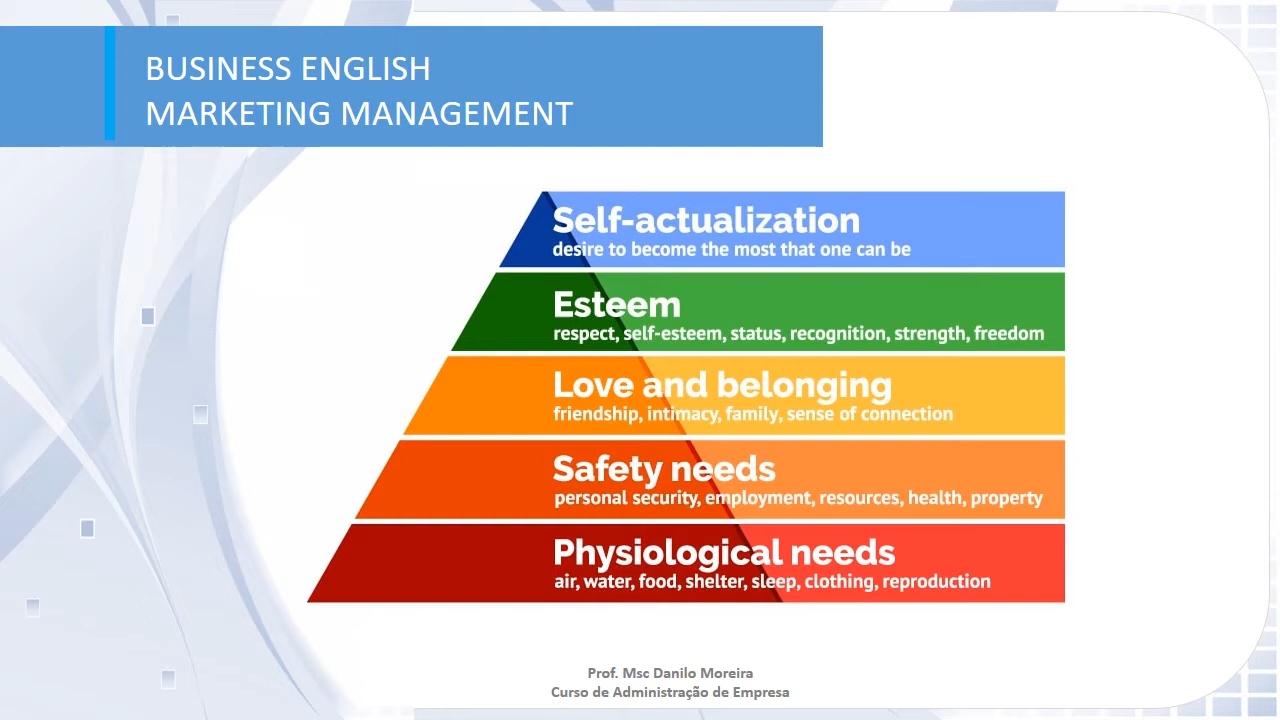 BUSINESS ENGLISH
MARKETING MANAGEMENT
Self-actualization
desire to become the most that one can be
Esteem
respect, self-esteem, status, recognition, strength, freedom
Love and belonging
friendship, intimacy, family, sense of connection
Safety needs
personal security, employment, resources, health, property
Physiological needs
air, water, food, shelter, sleep, clothing, reproduction
Prof. Msc Danilo Moreira
Curso de Administração de Empresa